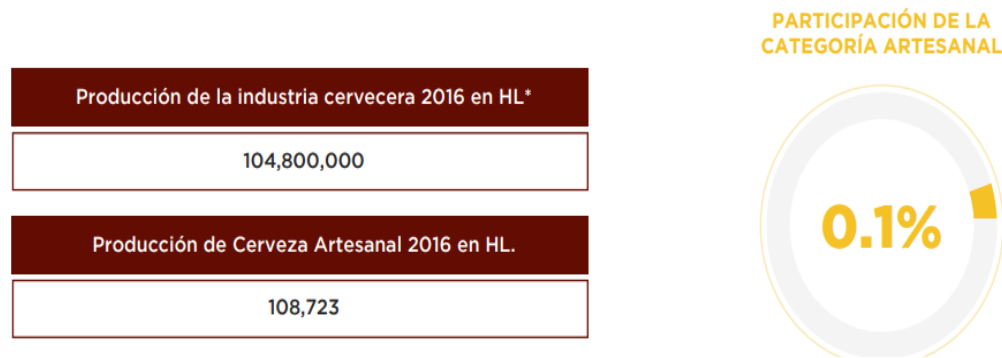 PARTICIPACIÓN DE LA
CATEGORÍA ARTESANAL
Producción de la industria cervecera 2016 en HL*
104,800,000
Producción de Cerveza Artesanal 2016 en HL.
108,723
0.1%